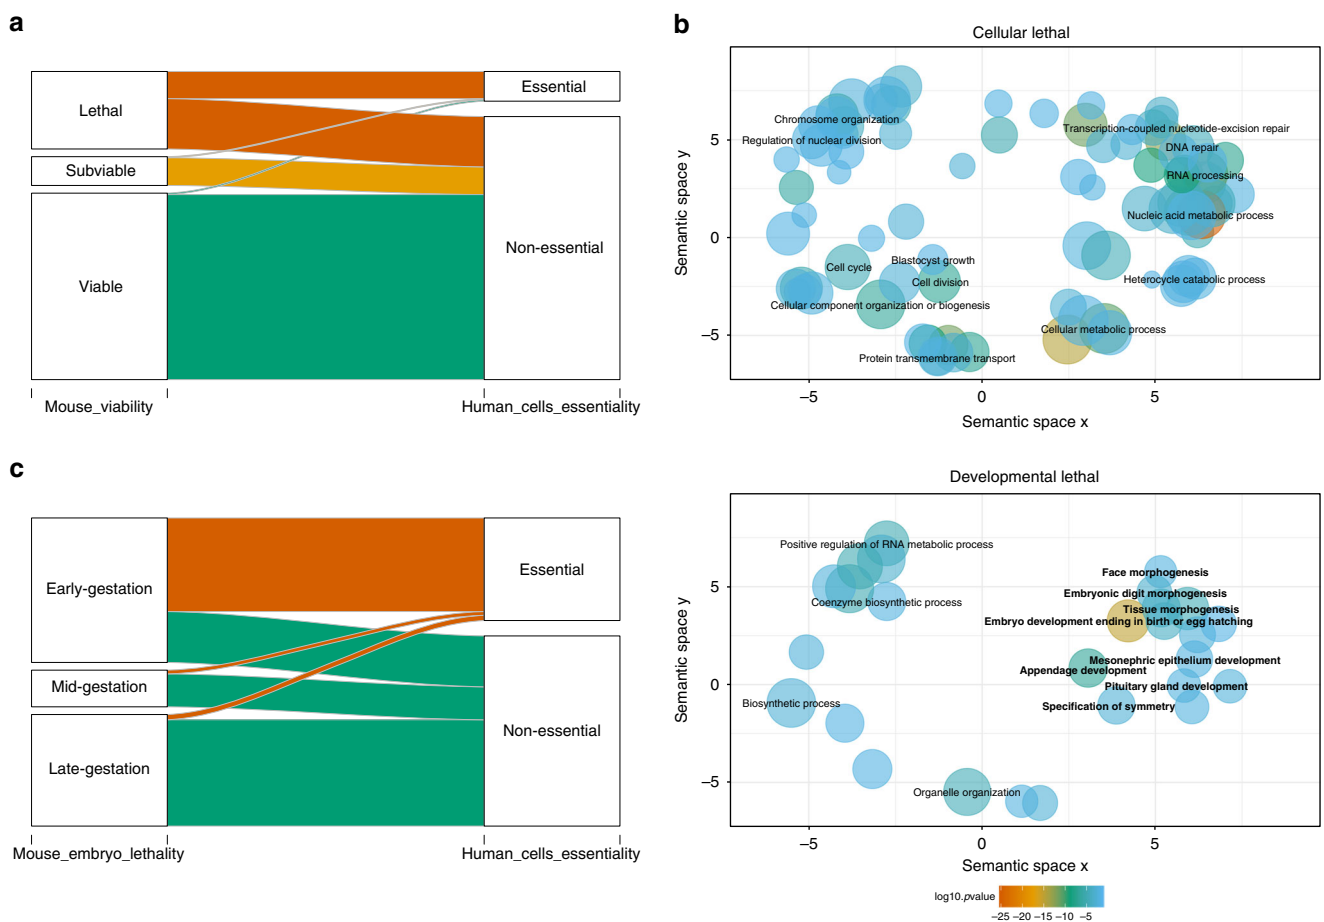 a
Lethal
Subviable
Viable
Essential
Non-essential
Mouse_viability
Human_cells_essentiality
b
Cellular lethal
Semantic space y
5
0
−5
Chromosome organization
Regulation of nuclear division
Transcription-coupled nucleotide-excision repair
DNA repair
RNA processing
Nucleic acid metabolic process
Cell cycle
Blastocyst growth
Cell division
Heterocycle catabolic process
Cellular component organization or biogenesis
Cellular metabolic process
Protein transmembrane transport
−5
0
5
Semantic space x
c
Early-gestation
Mid-gestation
Late-gestation
Essential
Non-essential
Mouse_embryo_lethality
Human_cells_essentiality
Developmental lethal
Semantic space y
5
0
−5
Positive regulation of RNA metabolic process
Face morphogenesis
Embryonic digit morphogenesis
Coenzyme biosynthetic process
Tissue morphogenesis
Embryo development ending in birth or egg hatching
Mesonephric epithelium development
Appendage development
Pituitary gland development
Biosynthetic process
Specification of symmetry
Organelle organization
−5
0
5
Semantic space x
log10.pvalue
−25 −20 −15 −10 −5